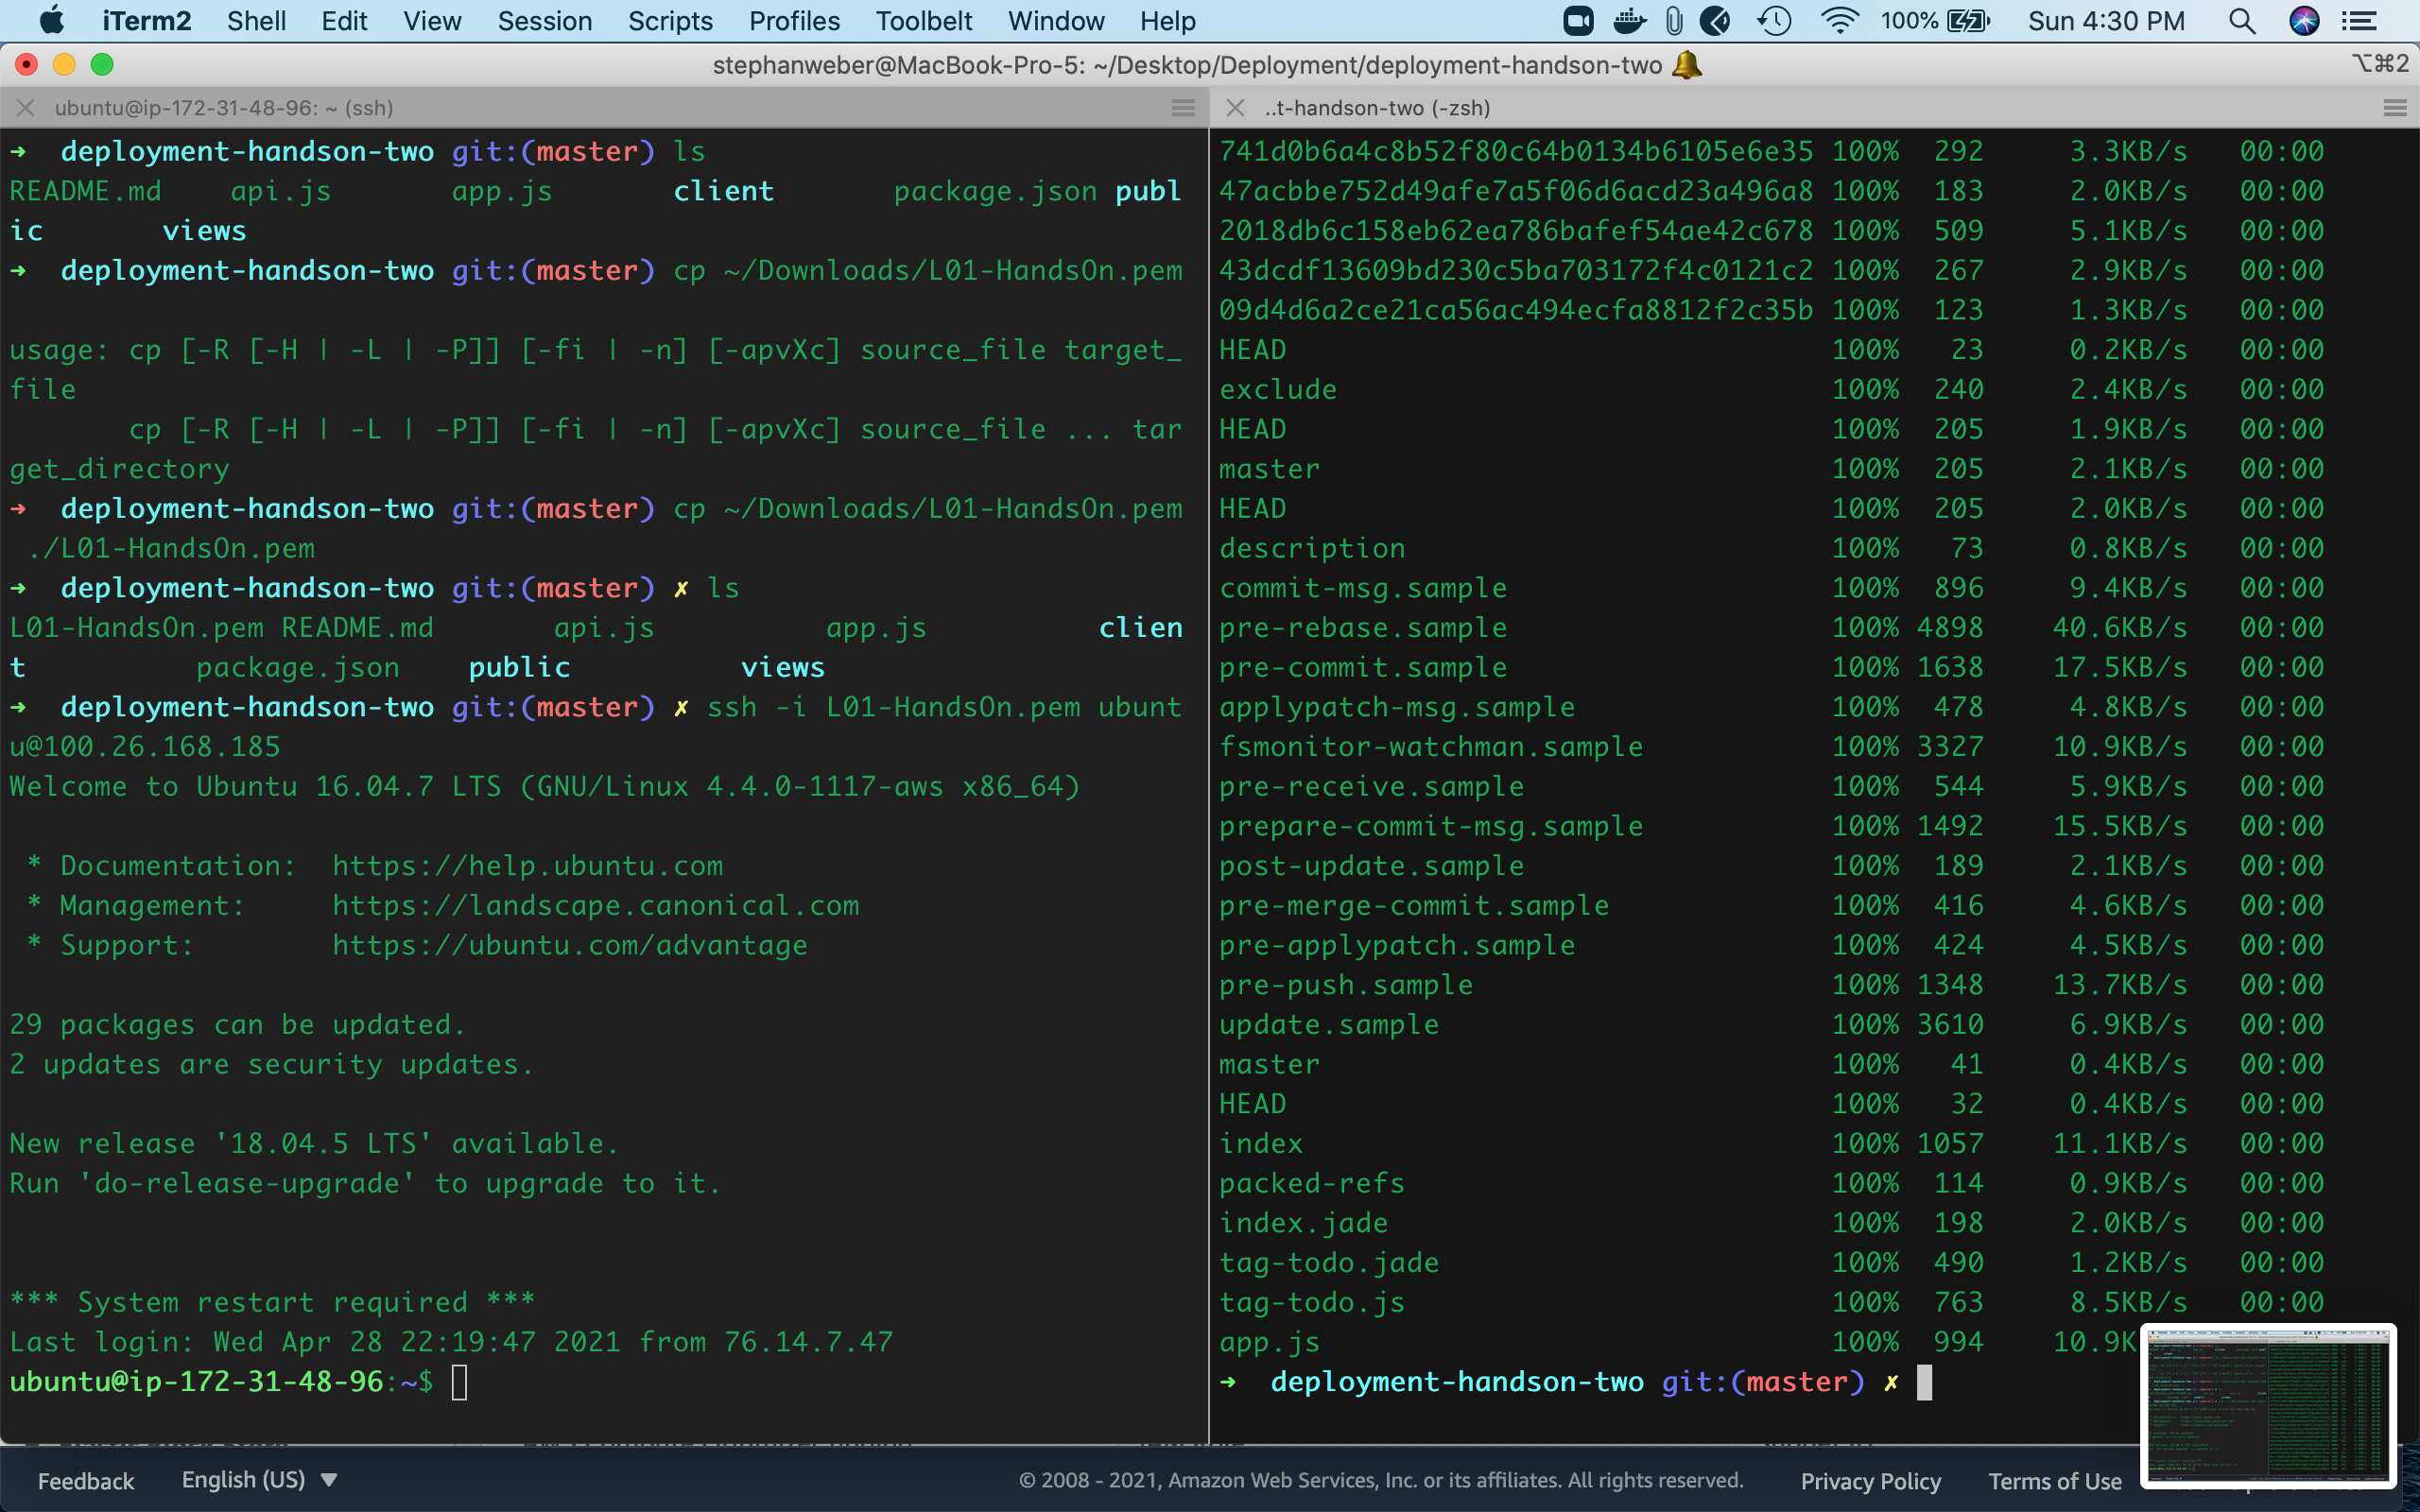 iTerm2 Shell Edit View Session Scripts Profiles Toolbelt Window Help 100% Sun 4:30 PM
stephanweber@MacBook-Pro-5: ~/Desktop/Deployment/deployment-handson-two ⌥⌘2
ubuntu@ip-172-31-48-96: ~ (ssh)
➜  deployment-handson-two git:(master) ls
README.md    api.js       app.js       client       package.json publ
ic       views
➜  deployment-handson-two git:(master) cp ~/Downloads/L01-HandsOn.pem
usage: cp [-R [-H | -L | -P]] [-fi | -n] [-apvXc] source_file target_
file
       cp [-R [-H | -L | -P]] [-fi | -n] [-apvXc] source_file ... tar
get_directory
➜  deployment-handson-two git:(master) cp ~/Downloads/L01-HandsOn.pem
 ./L01-HandsOn.pem
➜  deployment-handson-two git:(master) ✗ ls
L01-HandsOn.pem README.md       api.js          app.js          clien
t          package.json    public          views
➜  deployment-handson-two git:(master) ✗ ssh -i L01-HandsOn.pem ubunt
u@100.26.168.185
Welcome to Ubuntu 16.04.7 LTS (GNU/Linux 4.4.0-1117-aws x86_64)
 * Documentation:  https://help.ubuntu.com
 * Management:     https://landscape.canonical.com
 * Support:        https://ubuntu.com/advantage
29 packages can be updated.
2 updates are security updates.
New release '18.04.5 LTS' available.
Run 'do-release-upgrade' to upgrade to it.
*** System restart required ***
Last login: Wed Apr 28 22:19:47 2021 from 76.14.7.47
ubuntu@ip-172-31-48-96:~$
..t-handson-two (-zsh)
741d0b6a4c8b52f80c64b0134b6105e6e35 100%  292     3.3KB/s   00:00
47acbbe752d49afe7a5f06d6acd23a496a8 100%  183     2.0KB/s   00:00
2018db6c158eb62ea786bafef54ae42c678 100%  509     5.1KB/s   00:00
43dcdf13609bd230c5ba703172f4c0121c2 100%  267     2.9KB/s   00:00
09d4d6a2ce21ca56ac494ecfa8812f2c35b 100%  123     1.3KB/s   00:00
HEAD 100%   23     0.2KB/s   00:00
exclude 100%  240     2.4KB/s   00:00
HEAD 100%  205     1.9KB/s   00:00
master 100%  205     2.1KB/s   00:00
HEAD 100%  205     2.0KB/s   00:00
description 100%   73     0.8KB/s   00:00
commit-msg.sample 100%  896     9.4KB/s   00:00
pre-rebase.sample 100% 4898    40.6KB/s   00:00
pre-commit.sample 100% 1638    17.5KB/s   00:00
applypatch-msg.sample 100%  478     4.8KB/s   00:00
fsmonitor-watchman.sample 100% 3327    10.9KB/s   00:00
pre-receive.sample 100%  544     5.9KB/s   00:00
prepare-commit-msg.sample 100% 1492    15.5KB/s   00:00
post-update.sample 100%  189     2.1KB/s   00:00
pre-merge-commit.sample 100%  416     4.6KB/s   00:00
pre-applypatch.sample 100%  424     4.5KB/s   00:00
pre-push.sample 100% 1348    13.7KB/s   00:00
update.sample 100% 3610     6.9KB/s   00:00
master 100%   41     0.4KB/s   00:00
HEAD 100%   32     0.4KB/s   00:00
index 100% 1057    11.1KB/s   00:00
packed-refs 100%  114     0.9KB/s   00:00
index.jade 100%  198     2.0KB/s   00:00
tag-todo.jade 100%  490     1.2KB/s   00:00
tag-todo.js 100%  763     8.5KB/s   00:00
app.js 100%  994    10.9K
➜  deployment-handson-two git:(master) ✗
Feedback English (US) © 2008 - 2021, Amazon Web Services, Inc. or its affiliates. All rights reserved. Privacy Policy Terms of Use